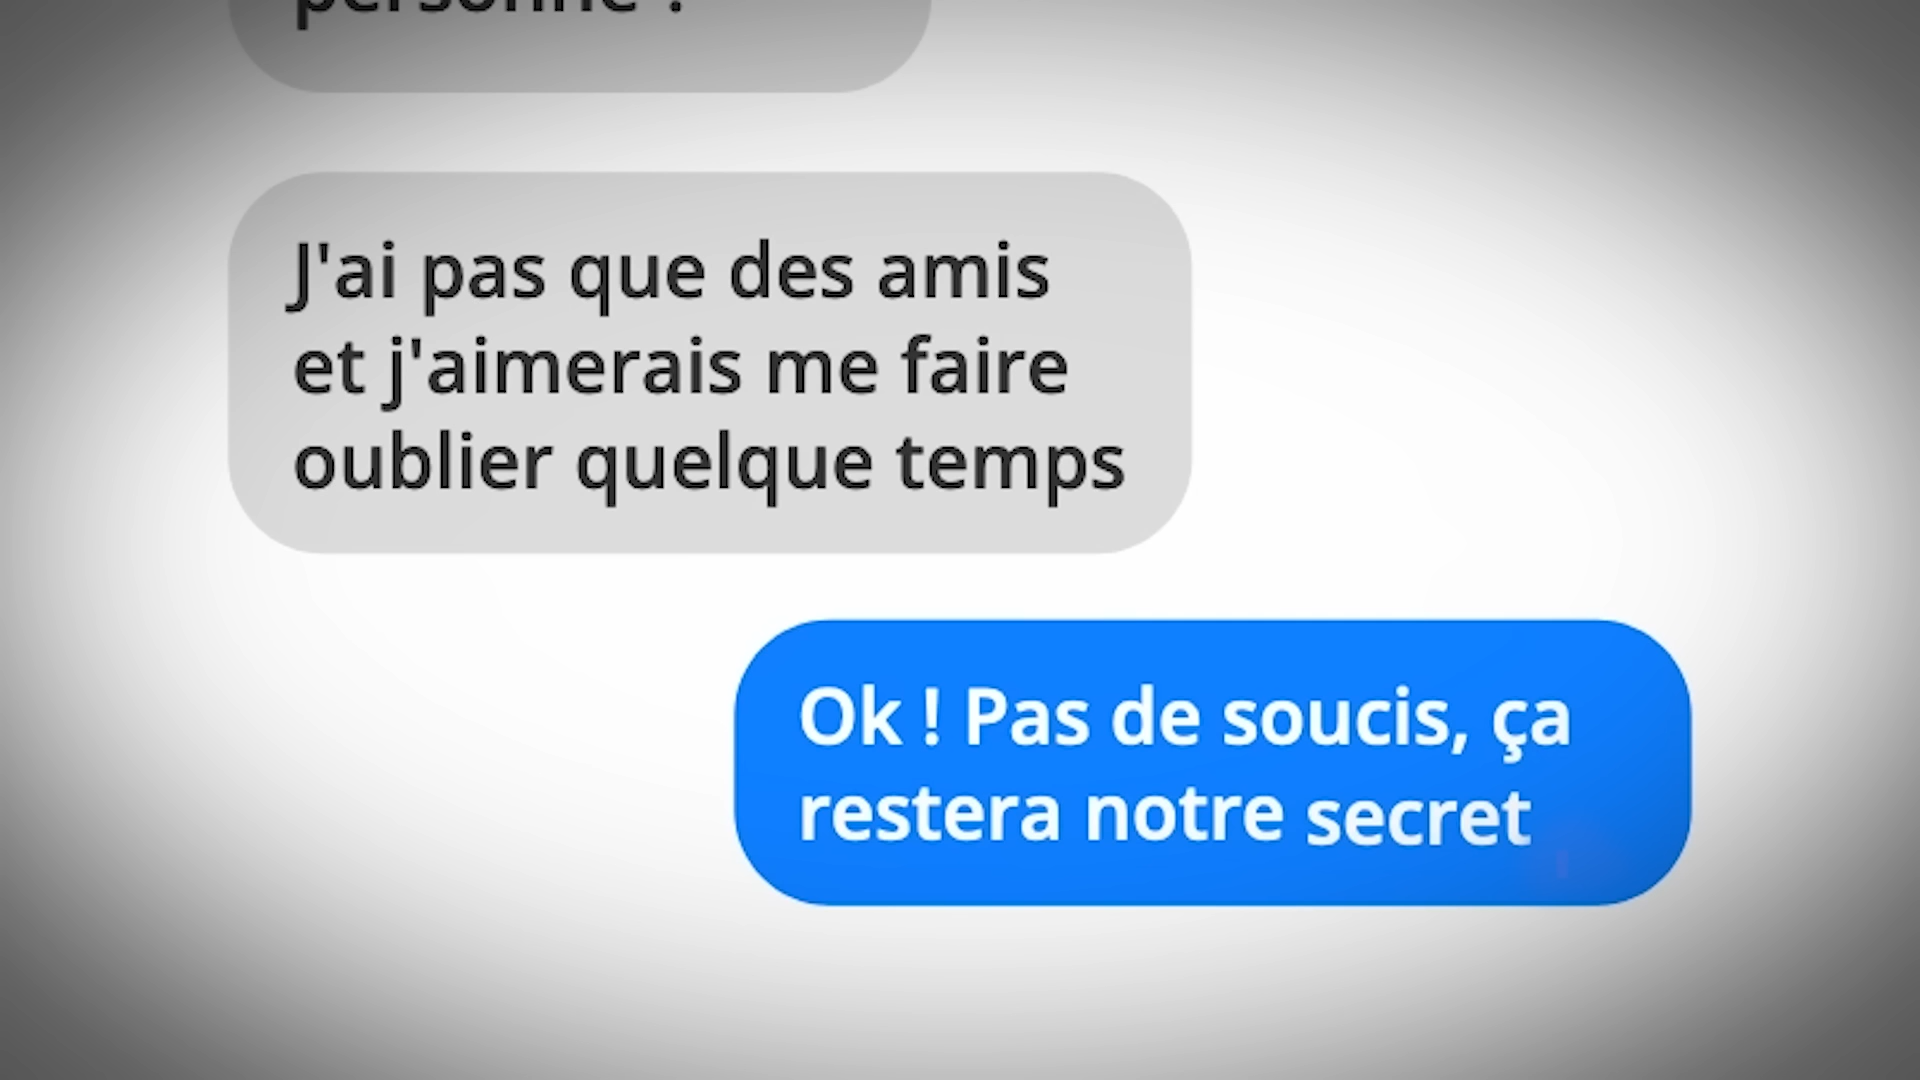 personne !
J'ai pas que des amis
et j'aimerais me faire
oublier quelque temps
Ok ! Pas de soucis, ça
restera notre secret